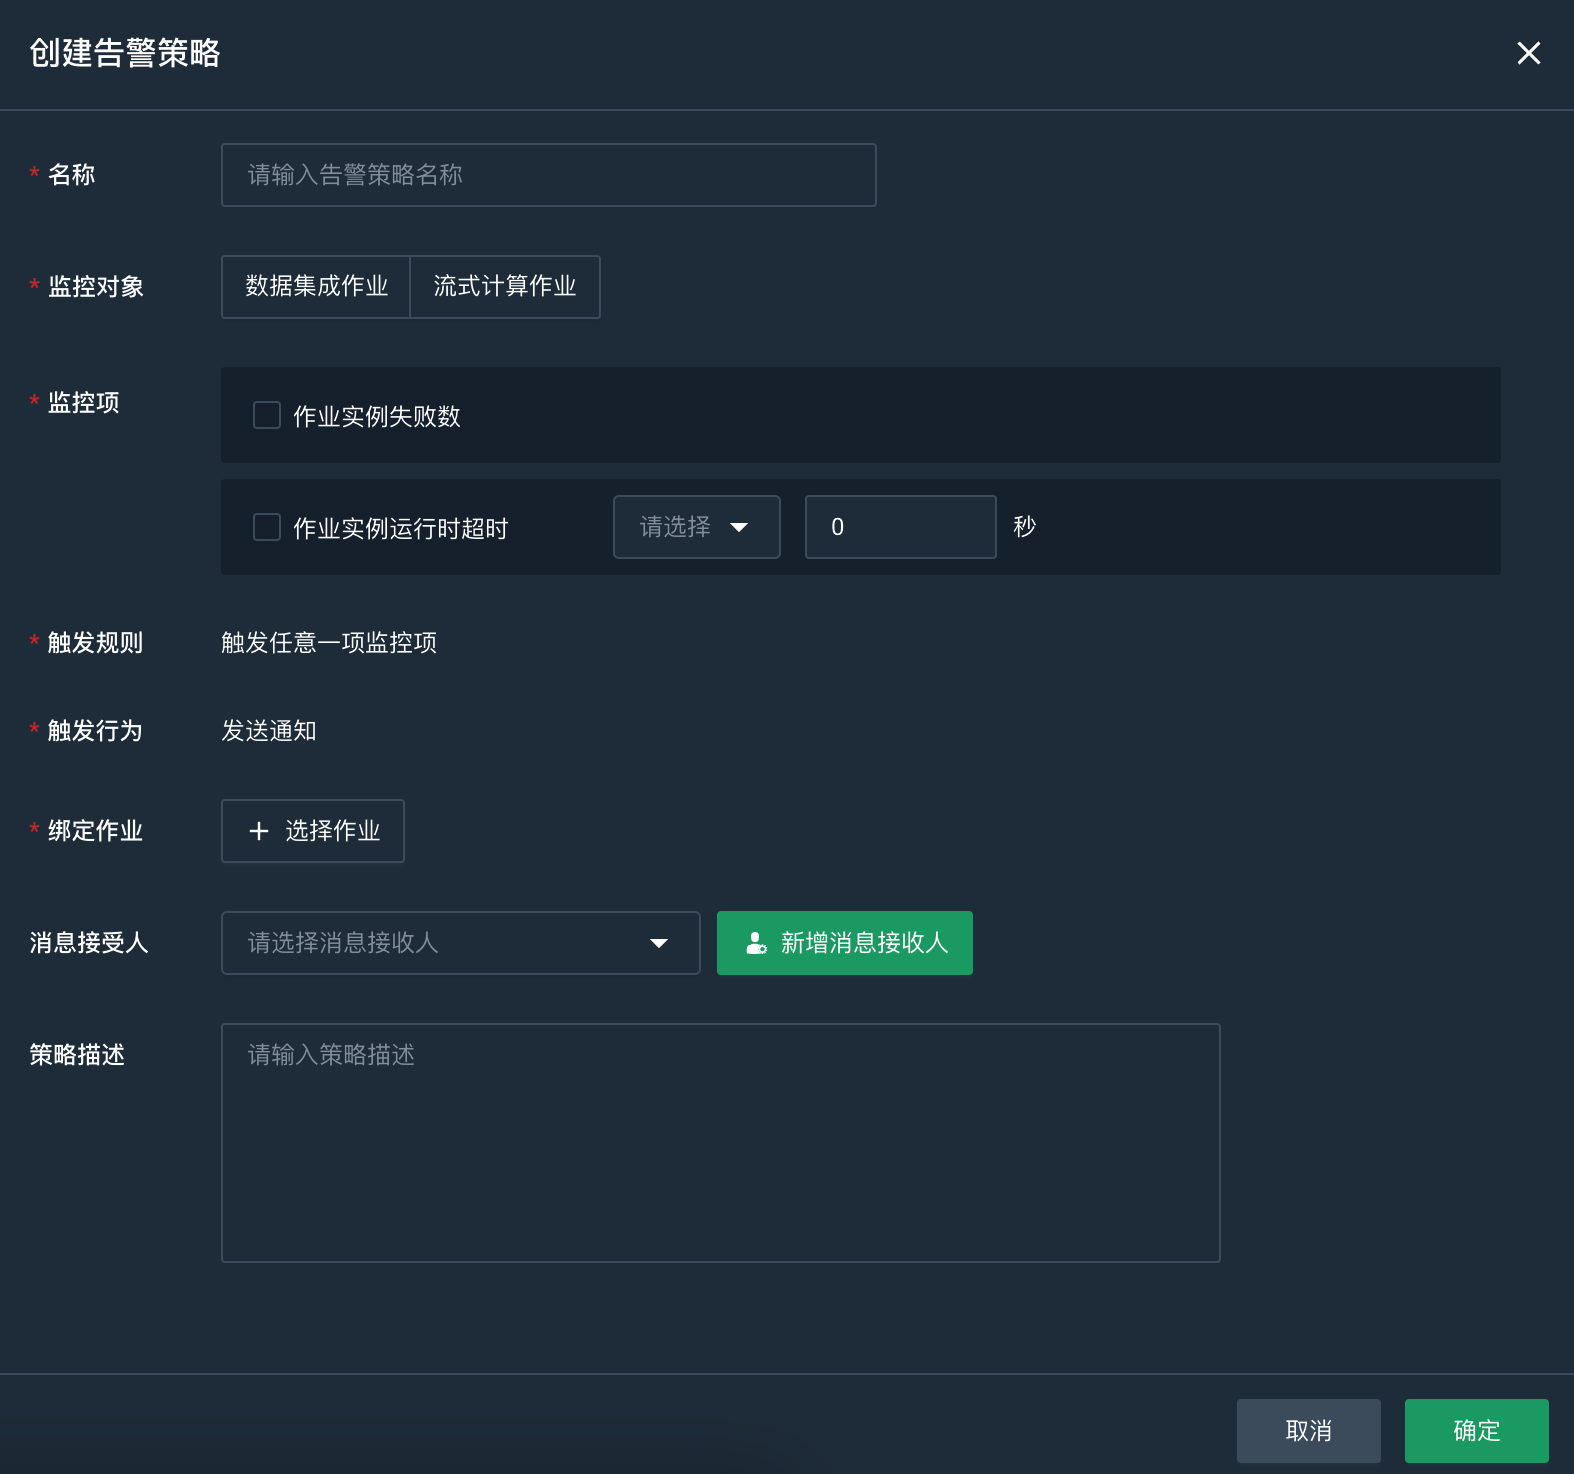 创建告警策略
* 名称 请输入告警策略名称
* 监控对象 数据集成作业 流式计算作业
* 监控项 作业实例失败数
作业实例运行时超时 请选择 0 秒
* 触发规则 触发任意一项监控项
* 触发行为 发送通知
* 绑定作业 + 选择作业
消息接受人 请选择消息接收人 新增消息接收人
策略描述 请输入策略描述
取消 确定